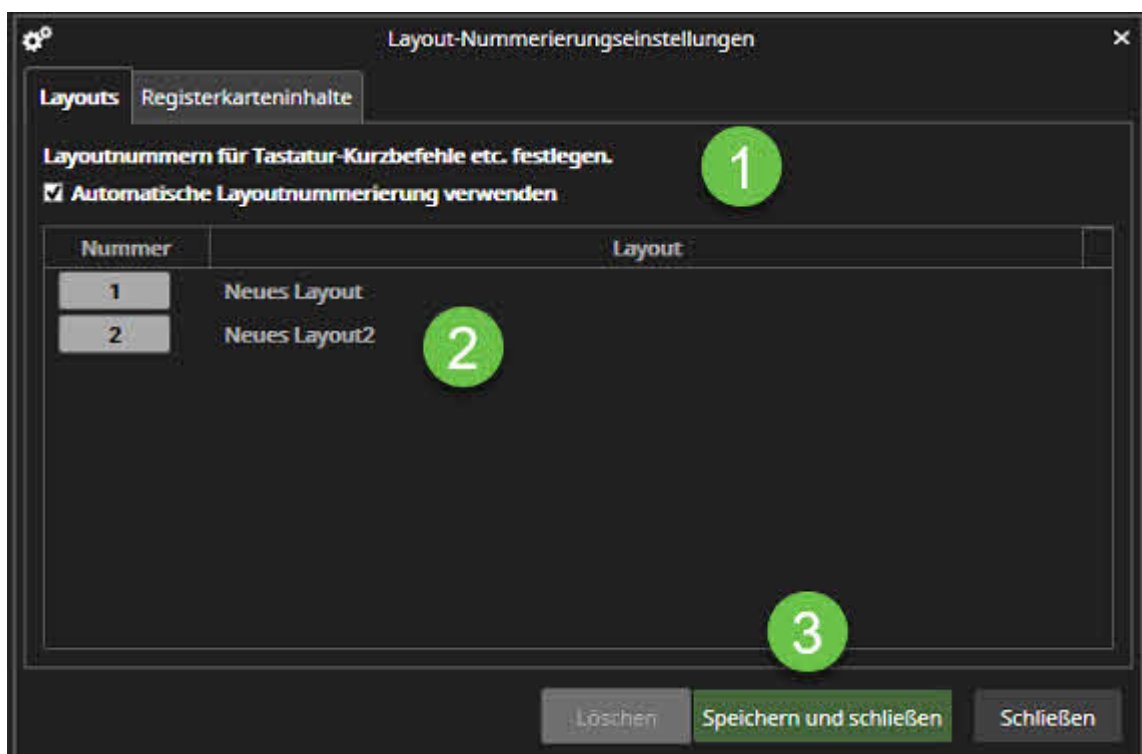 Layout-Nummerierungseinstellungen
Layouts Registerkarteninhalte
Layoutnummern für Tastatur-Kurzbefehle etc. festlegen.
1
Automatische Layoutnummerierung verwenden
Nummer Layout
1 Neues Layout
2 Neues Layout2
2
3
Löschen Speichern und schließen Schließen